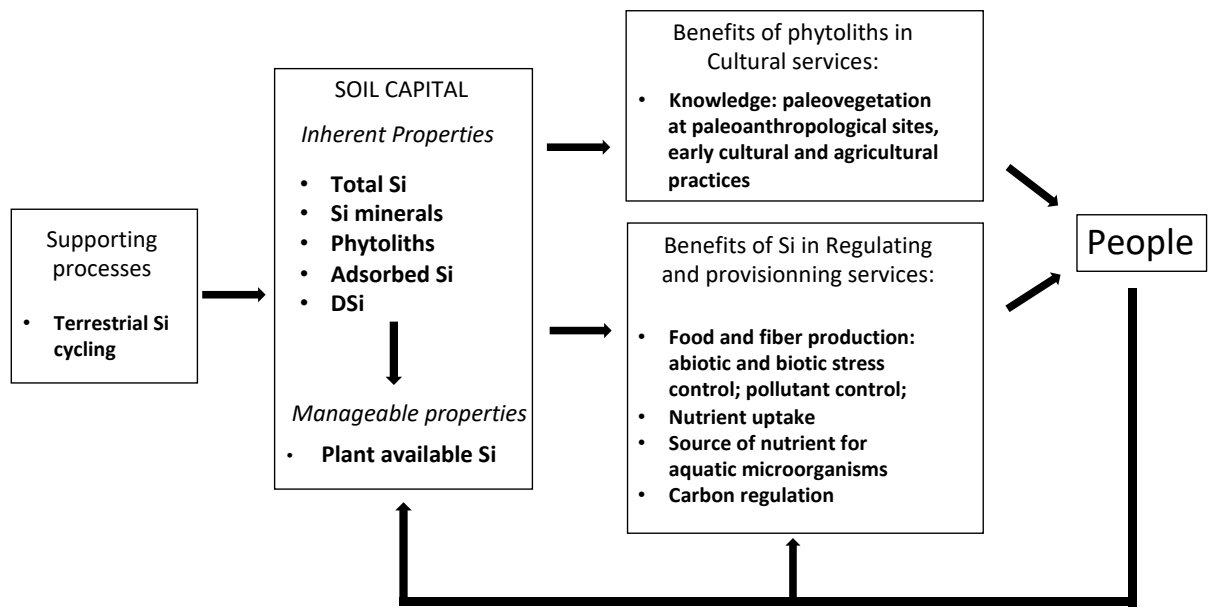 Supporting
processes
• Terrestrial Si
cycling
SOIL CAPITAL
Inherent Properties
• Total Si
• Si minerals
• Phytoliths
• Adsorbed Si
• DSi
Manageable properties
• Plant available Si
Benefits of phytoliths in
Cultural services:
• Knowledge: paleovegetation
at paleoanthropological sites,
early cultural and agricultural
practices
Benefits of Si in Regulating
and provisionning services:
• Food and fiber production:
abiotic and biotic stress
control; pollutant control;
• Nutrient uptake
• Source of nutrient for
aquatic microorganisms
• Carbon regulation
People